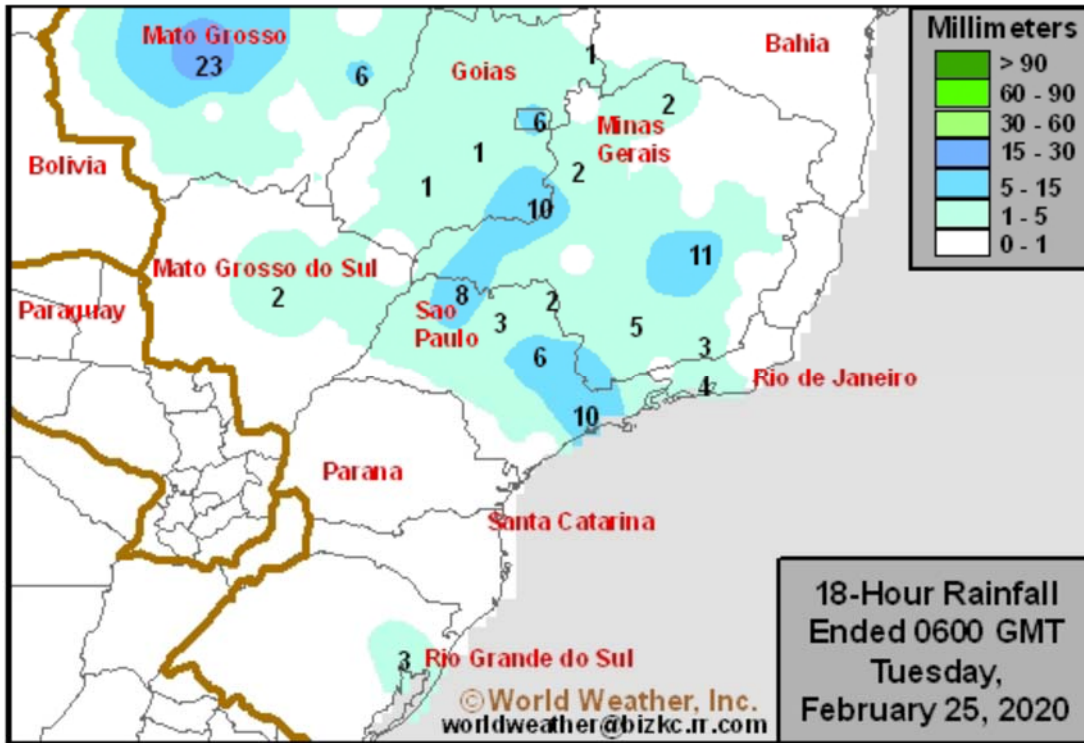 Mato Grosso
23
6
Goias
1
Bahia
Millimeters
> 90
60 - 90
30 - 60
15 - 30
5 - 15
1 - 5
0 - 1
6
2
Minas
Gerais
Bolivia
1
2
1
10
11
Mato Grosso do Sul
2
Paraguay
8
Sao
Paulo
3
2
5
6
3
4
Rio de Janeiro
10
Parana
Santa Catarina
3
Rio Grande do Sul
©World Weather, Inc.
worldweather@bizkc.rr.com
18-Hour Rainfall
Ended 0600 GMT
Tuesday,
February 25, 2020